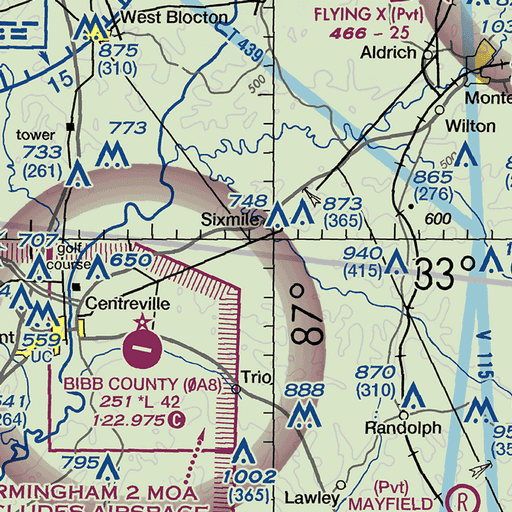 West Blocton
875
(310)
15
T 439
500
FLYING X (Pvt)
466 - 25
Aldrich
Wilton
tower
773
733
(261)
748
Sixmile
873
(365)
865
(276)
600
500
707
golf
course
650
940
(415)
33°
87°
Centreville
559
UC
BIBB COUNTY (ØA8)
251 *L 42
122.975 C
Trio
888
870
(310)
Randolph
V 115
795
1002
(365)
Lawley
(Pvt)
MAYFIELD
R
2 MOA